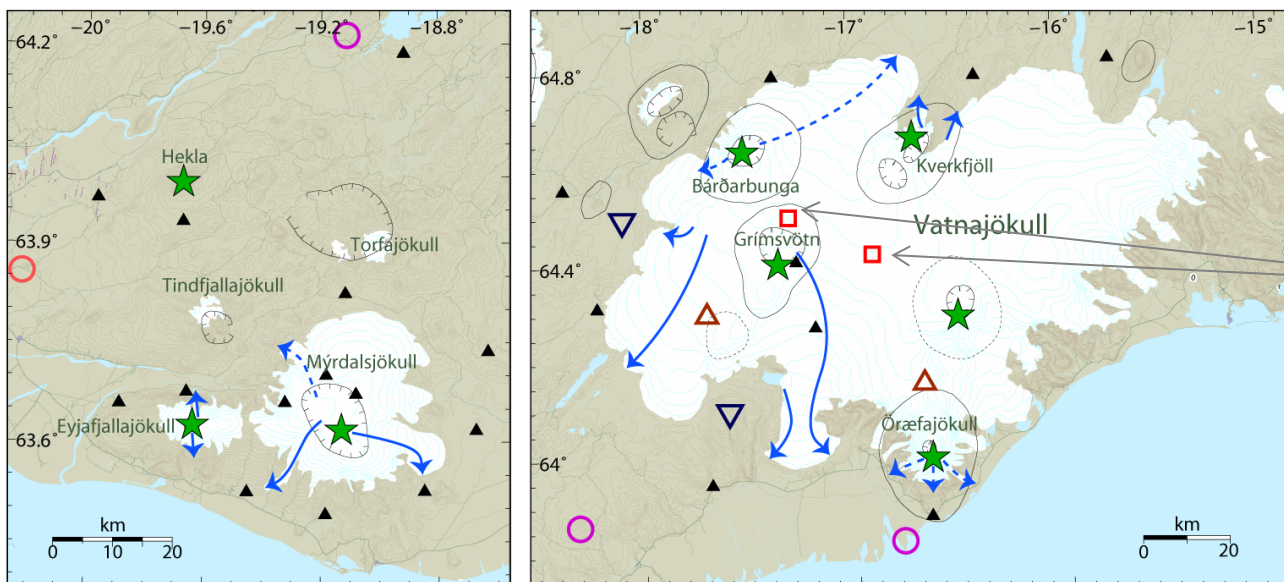 −20˚
−19.6˚
−19.2˚
−18.8˚
64.2˚
63.9˚
63.6˚
Hekla
Torfajökull
Tindfjallajökull
Mýrdalsjökull
Eyjafjallajökull
km
0 10 20
−18˚
−17˚
−16˚
−15˚
64.8˚
64.4˚
64˚
Kverkfjöll
Bárðarbunga
Vatnajökull
Grímsvötn
0
Öræfajökull
km
0 20